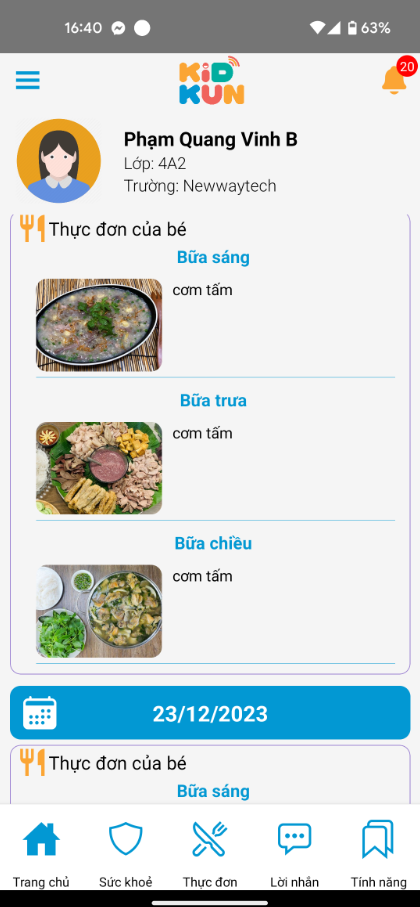 16:40
63%
KiD
KUN
20
Phạm Quang Vinh B
Lớp: 4A2
Trường: Newwaytech
Thực đơn của bé
Bữa sáng
cơm tấm
Bữa trưa
cơm tấm
Bữa chiều
cơm tấm
23/12/2023
Thực đơn của bé
Bữa sáng
Trang chủ Sức khoẻ Thực đơn Lời nhắn Tính năng